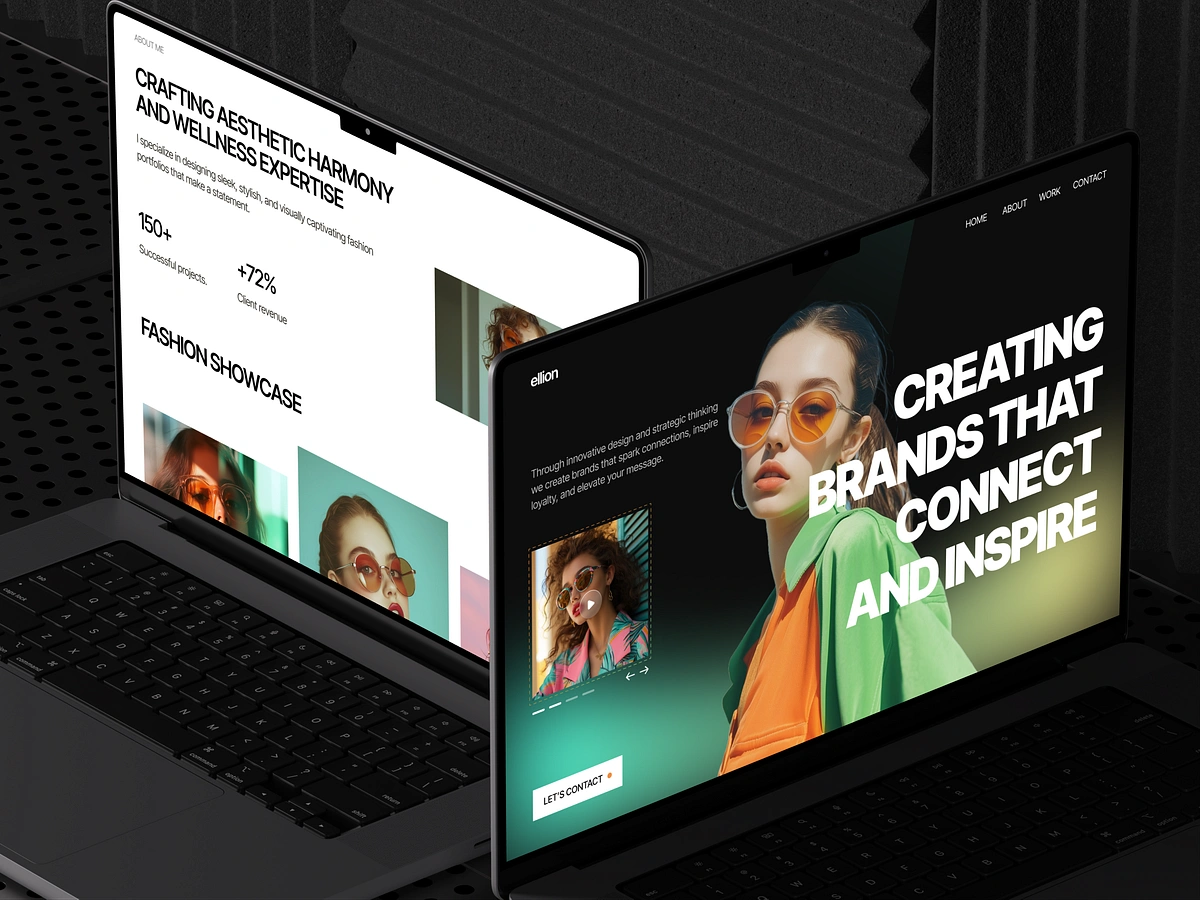 ABOUT ME
CRAFTING AESTHETIC HARMONY
AND WELLNESS EXPERTISE
I specialize in designing sleek, stylish, and visually captivating fashion
portfolios that make a statement.
150+
Successful projects.
+72%
Client revenue
FASHION SHOWCASE
HOME ABOUT WORK CONTACT
ellion
CREATING
BRANDS THAT
CONNECT
AND INSPIRE
Through innovative design and strategic thinking
we create brands that spark connections, inspire
loyalty, and elevate your message.
LET'S CONTACT